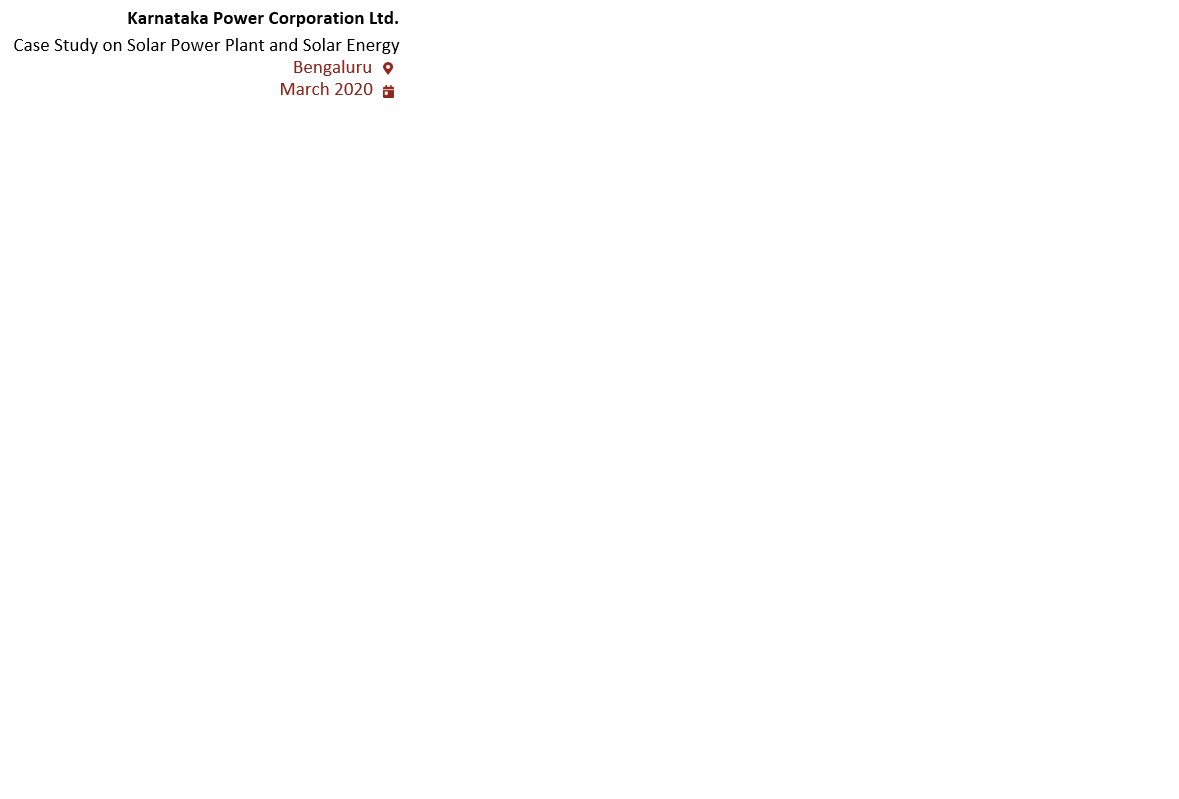 Karnataka Power Corporation Ltd.
Case Study on Solar Power Plant and Solar Energy
Bengaluru
March 2020